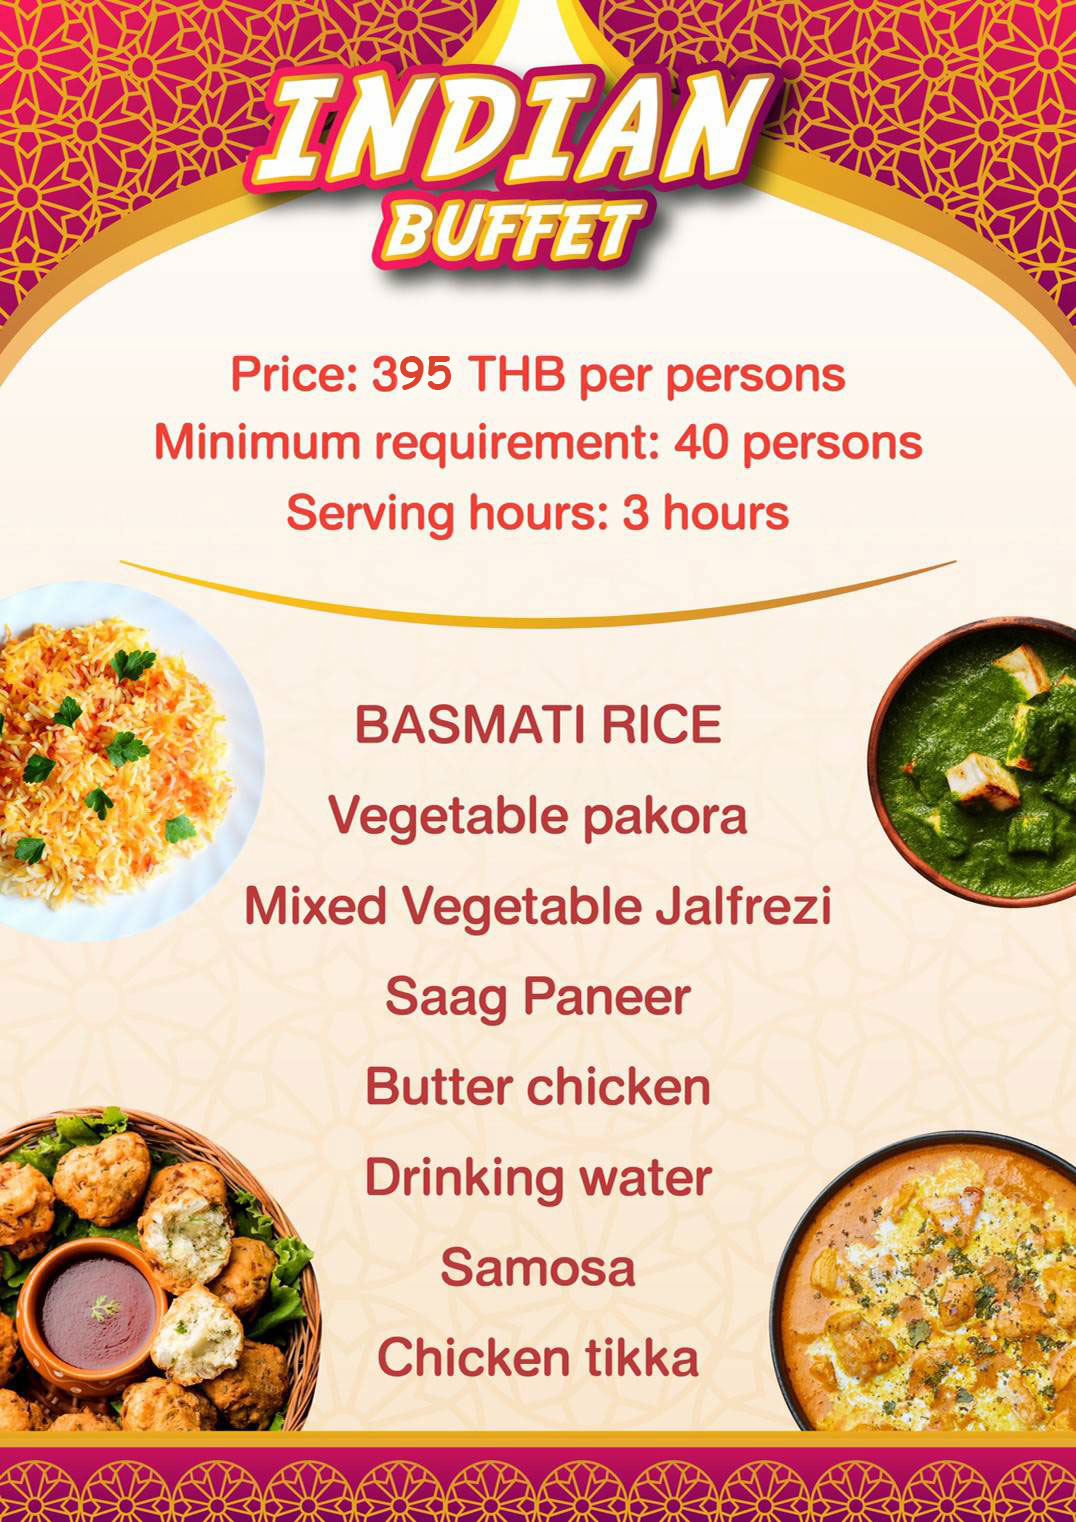 INDIAN
BUFFET
Price: 395 THB per persons
Minimum requirement: 40 persons
Serving hours: 3 hours
BASMATI RICE
Vegetable pakora
Mixed Vegetable Jalfrezi
Saag Paneer
Butter chicken
Drinking water
Samosa
Chicken tikka